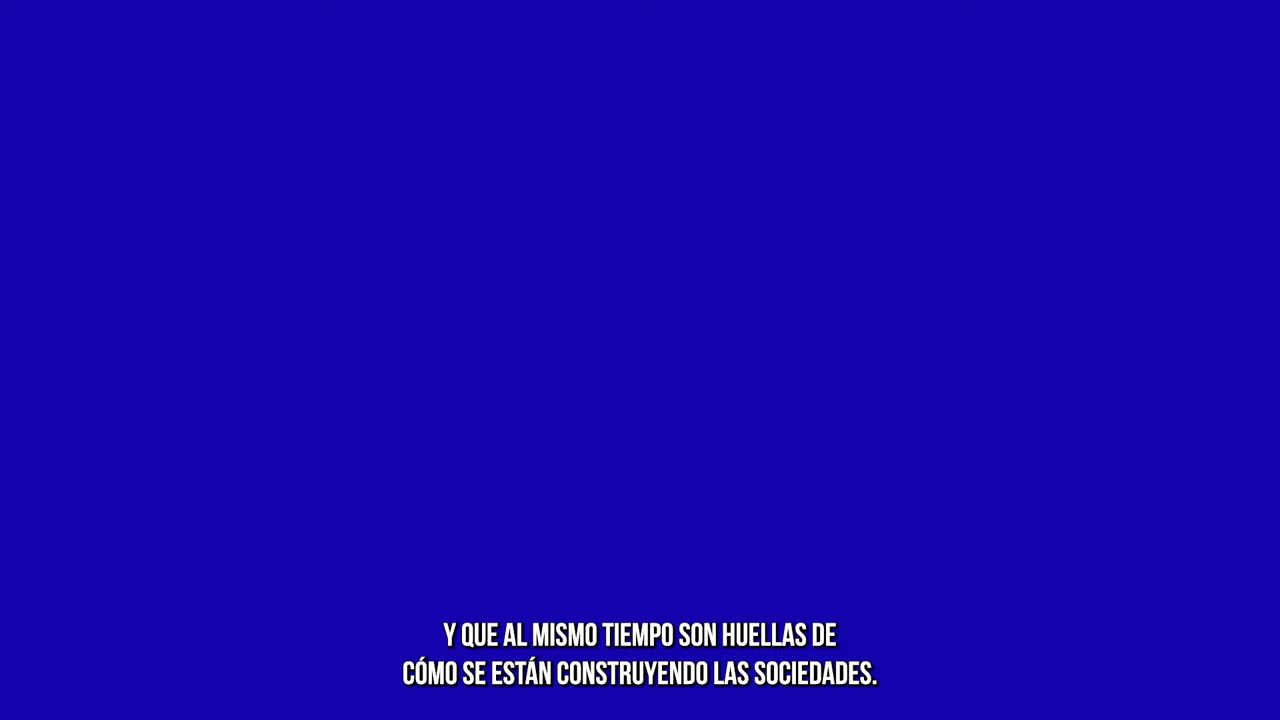 Y QUE AL MISMO TIEMPO SON HUELLAS DE
CÓMO SE ESTÁN CONSTRUYENDO LAS SOCIEDADES.